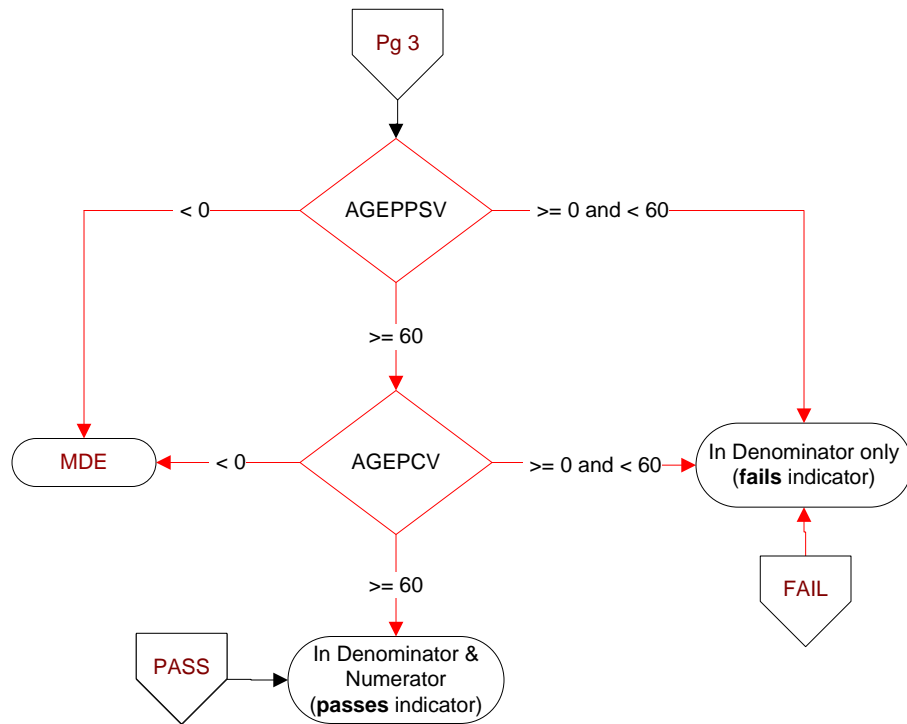 Pg 3
AGEPPSV
< 0
>= 0 and < 60
>= 60
MDE
< 0
AGEPCV
>= 0 and < 60
In Denominator only
(fails indicator)
>= 60
FAIL
PASS
In Denominator &
Numerator
(passes indicator)